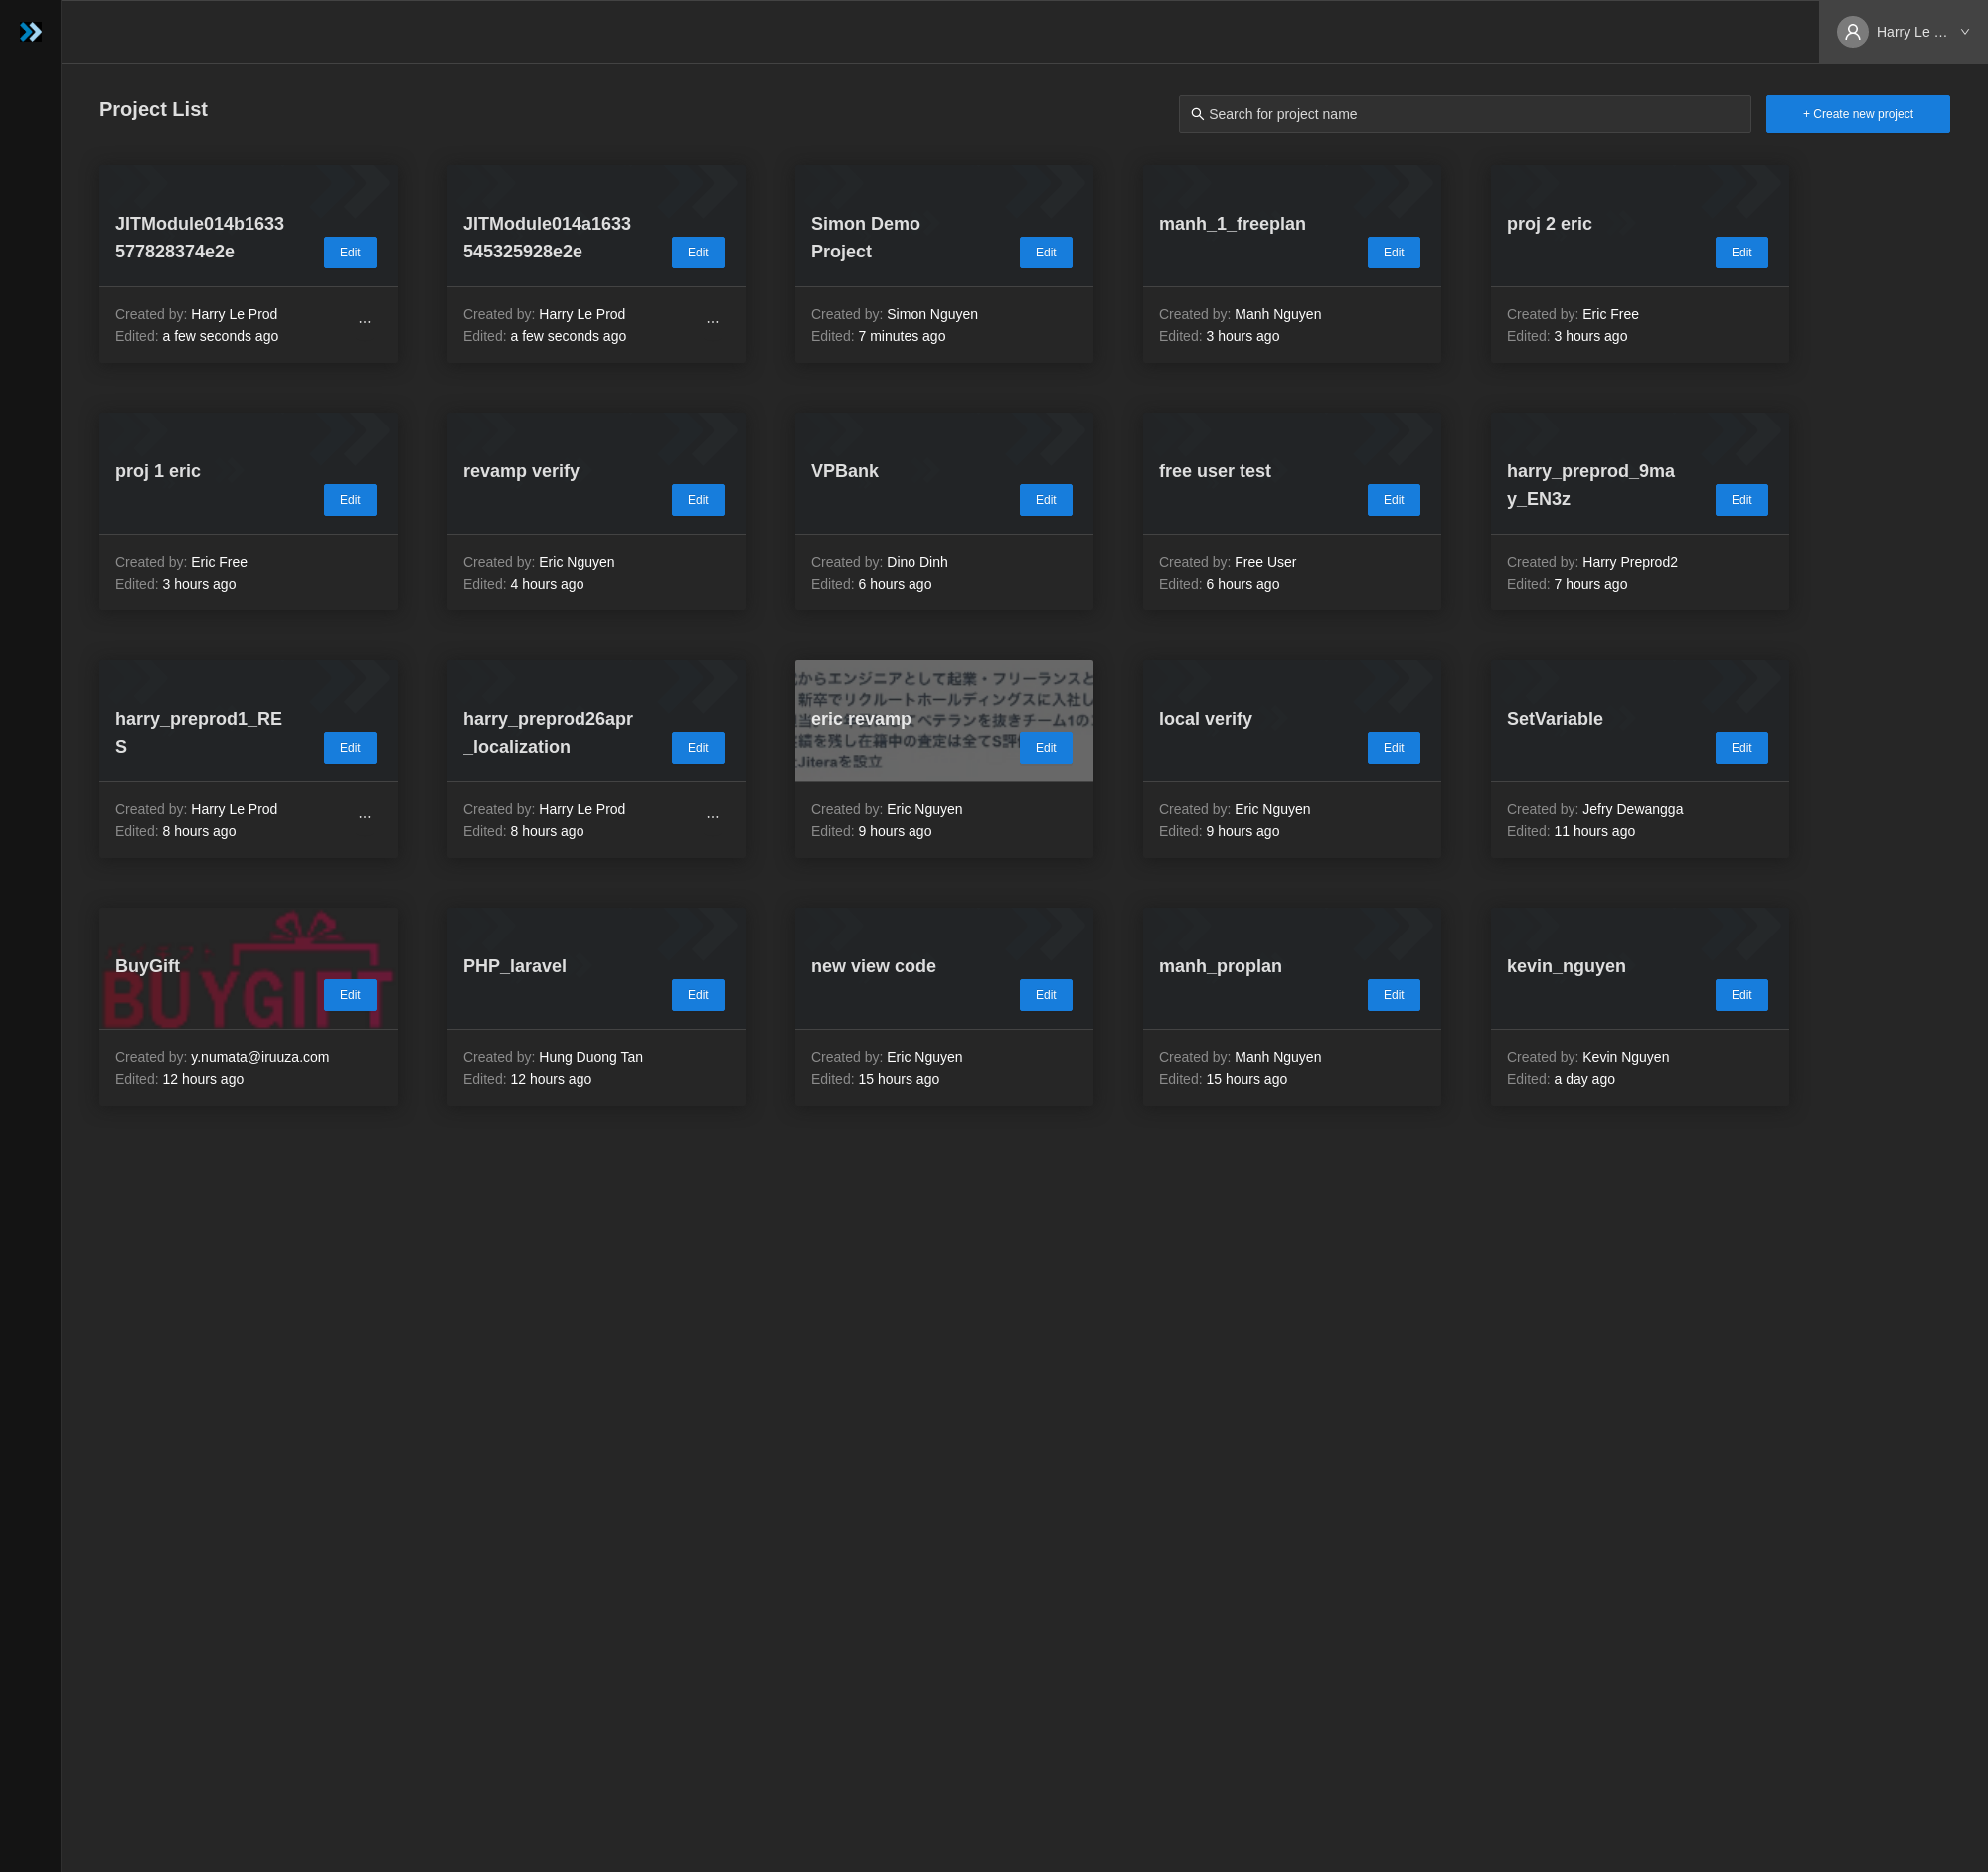 Harry Le ...
Project List
Search for project name
+ Create new project
JITModule014b1633
577828374e2e
Edit
Created by: Harry Le Prod
Edited: a few seconds ago
...
JITModule014a1633
545325928e2e
Edit
Created by: Harry Le Prod
Edited: a few seconds ago
...
Simon Demo
Project
Edit
Created by: Simon Nguyen
Edited: 7 minutes ago
manh_1_freeplan
Edit
Created by: Manh Nguyen
Edited: 3 hours ago
proj 2 eric
Edit
Created by: Eric Free
Edited: 3 hours ago
proj 1 eric
Edit
Created by: Eric Free
Edited: 3 hours ago
revamp verify
Edit
Created by: Eric Nguyen
Edited: 4 hours ago
VPBank
Edit
Created by: Dino Dinh
Edited: 6 hours ago
free user test
Edit
Created by: Free User
Edited: 6 hours ago
harry_preprod_9ma
y_EN3z
Edit
Created by: Harry Preprod2
Edited: 7 hours ago
harry_preprod1_RE
S
Edit
Created by: Harry Le Prod
Edited: 8 hours ago
...
harry_preprod26apr
_localization
Edit
Created by: Harry Le Prod
Edited: 8 hours ago
...
からエンジニアとして起業・フリーランスと
新卒でリクルートホールディングスに入社し
eric revamp
てベテランを抜きチーム1の
を残し在籍中の査定は全てS評
Edit
Jiteraを設立
Created by: Eric Nguyen
Edited: 9 hours ago
local verify
Edit
Created by: Eric Nguyen
Edited: 9 hours ago
SetVariable
Edit
Created by: Jefry Dewangga
Edited: 11 hours ago
BuyGift
BUYGIFT
Edit
Created by: y.numata@iruuza.com
Edited: 12 hours ago
PHP_laravel
Edit
Created by: Hung Duong Tan
Edited: 12 hours ago
new view code
Edit
Created by: Eric Nguyen
Edited: 15 hours ago
manh_proplan
Edit
Created by: Manh Nguyen
Edited: 15 hours ago
kevin_nguyen
Edit
Created by: Kevin Nguyen
Edited: a day ago